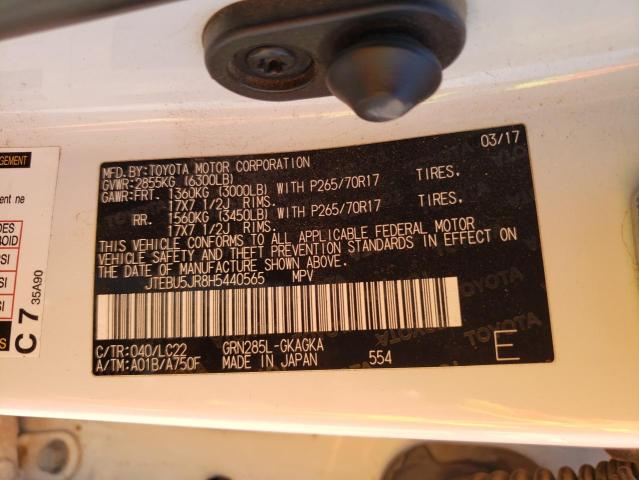 MFD.BY:TOYOTA MOTOR CORPORATION 03/17
GVWR:2855KG (6300LB)
GAWR:FRT. 1360KG (3000LB) WITH P265/70R17 TIRES.
17X7 1/2J RIMS.
RR. 1560KG (3450LB) WITH P265/70R17 TIRES.
17X7 1/2J RIMS.
THIS VEHICLE CONFORMS TO ALL APPLICABLE FEDERAL MOTOR
VEHICLE SAFETY AND THEFT PREVENTION STANDARDS IN EFFECT ON
THE DATE OF MANUFACTURE SHOWN ABOVE.
JTEBU5JR8H5440565 MPV
C/TR:040/LC22 GRN285L-GKAGKA
A/TM:A01B/A750F MADE IN JAPAN 554 E
C 7 35A90